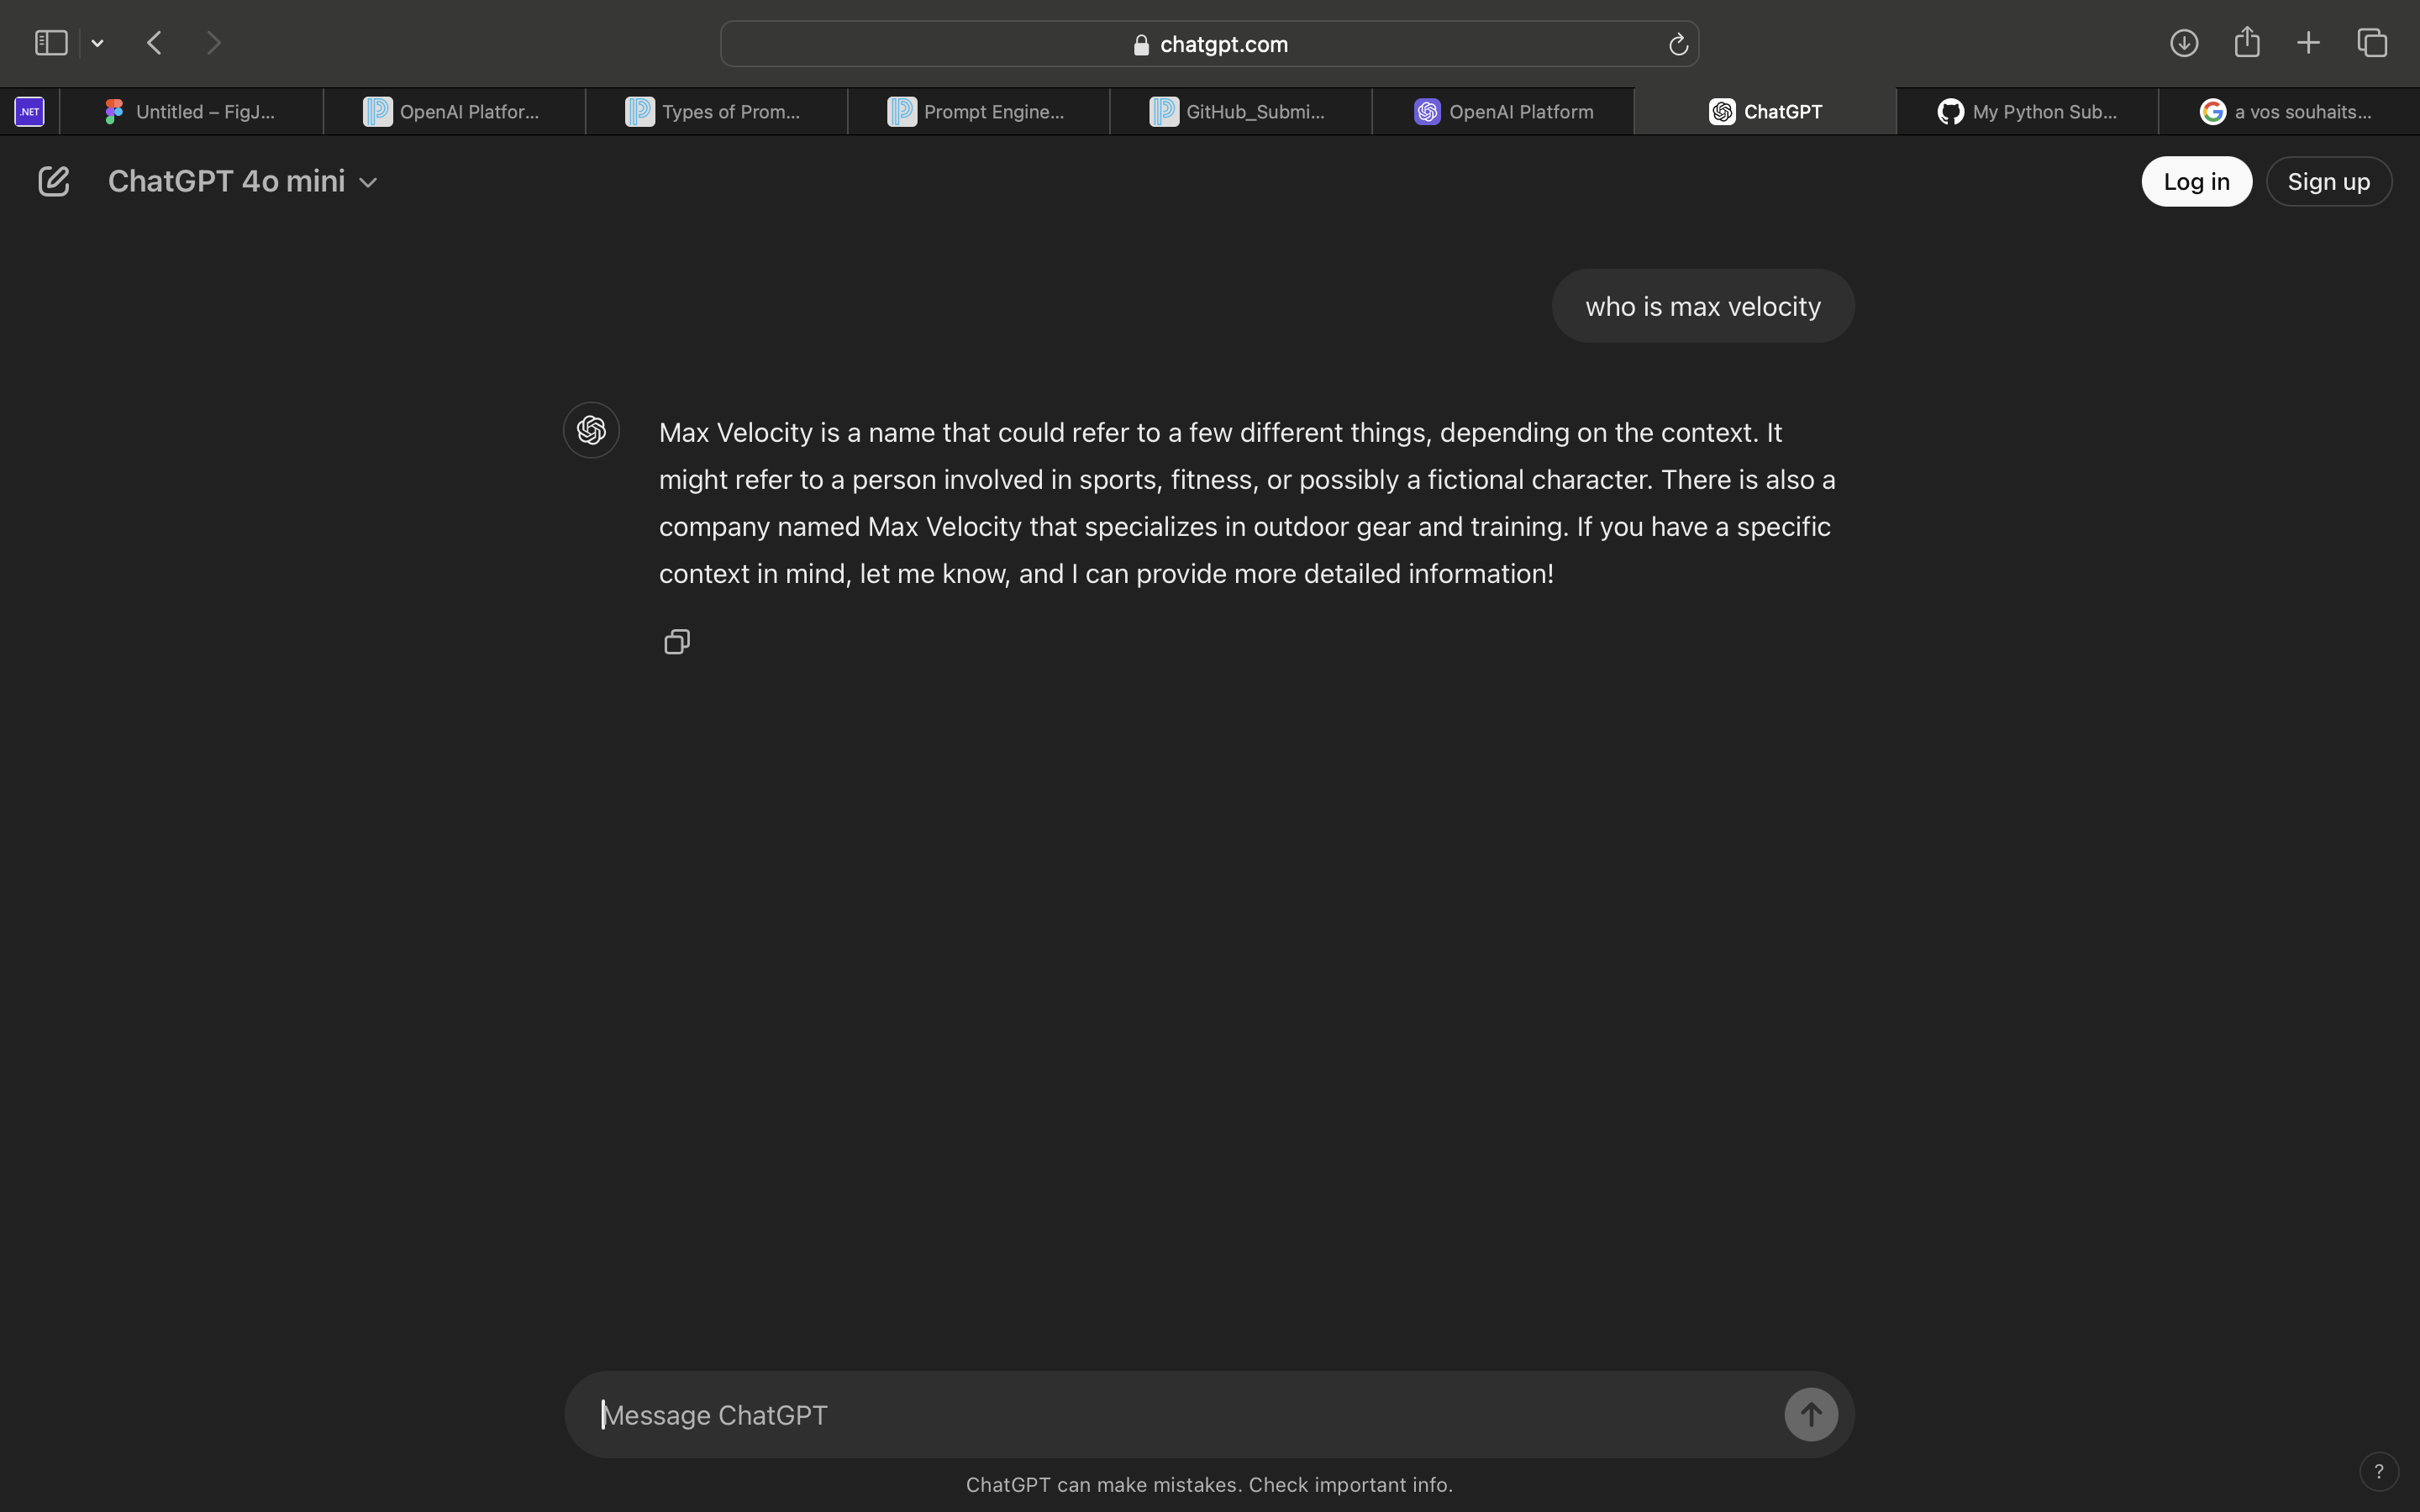 chatgpt.com
.NET
Untitled – FigJ...
OpenAI Platfor...
Types of Prom...
Prompt Engine...
GitHub_Submi...
OpenAI Platform
ChatGPT
My Python Sub...
a vos souhaits...
ChatGPT 4o mini
Log in
Sign up
who is max velocity
Max Velocity is a name that could refer to a few different things, depending on the context. It
might refer to a person involved in sports, fitness, or possibly a fictional character. There is also a
company named Max Velocity that specializes in outdoor gear and training. If you have a specific
context in mind, let me know, and I can provide more detailed information!
Message ChatGPT
ChatGPT can make mistakes. Check important info.
?